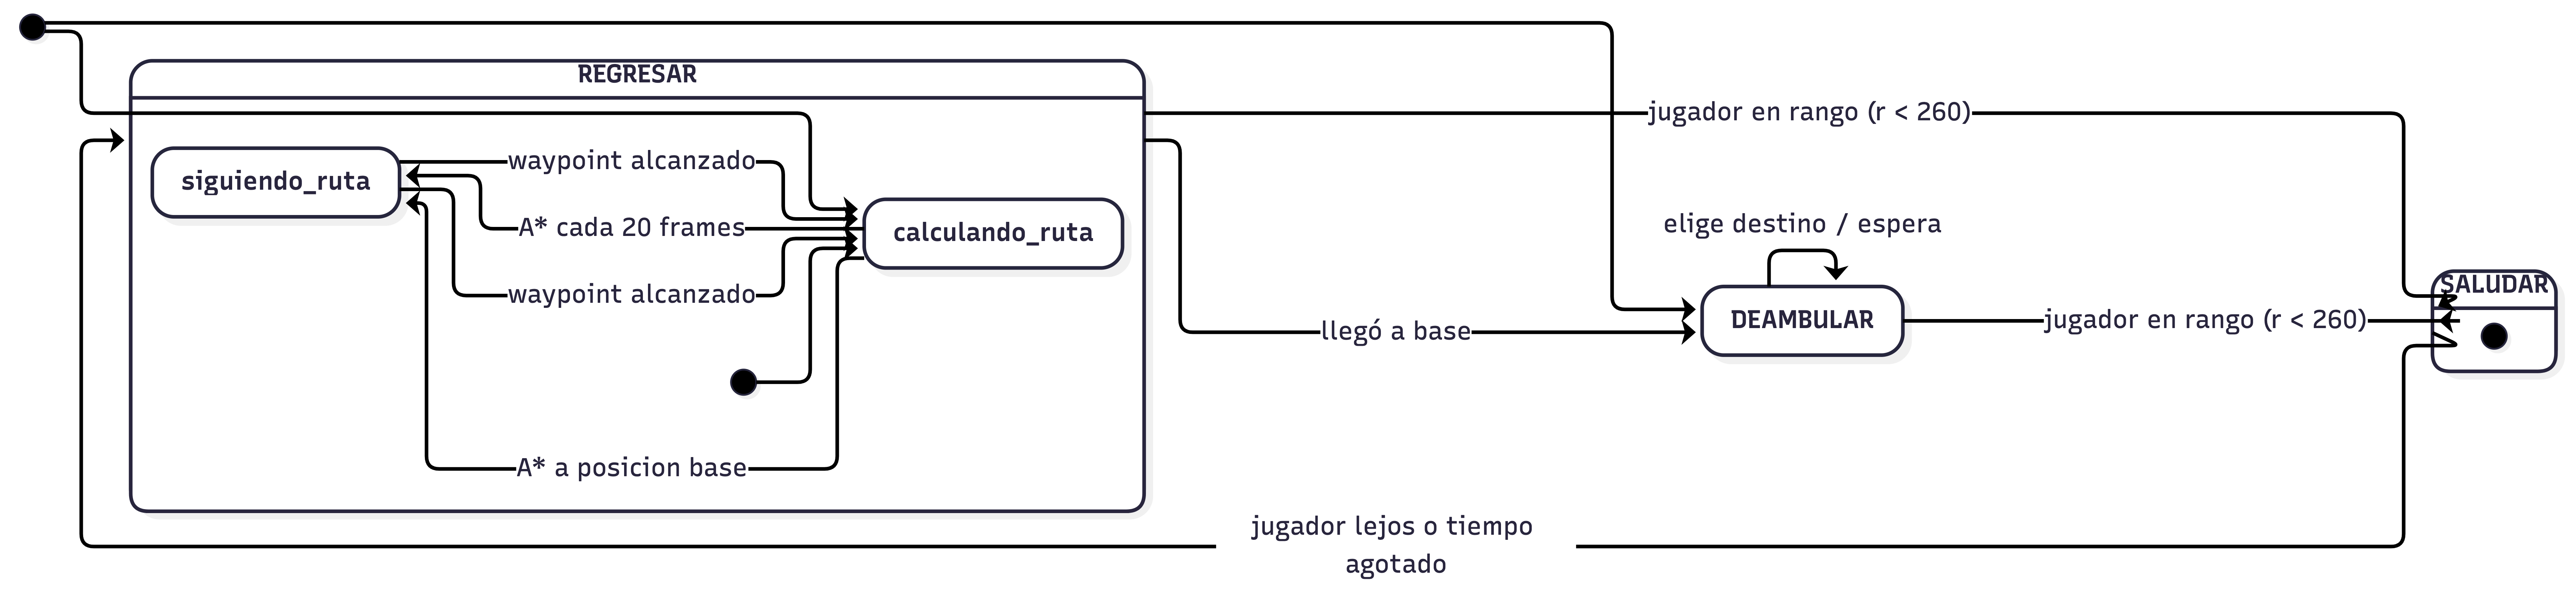 REGRESAR
jugador en rango (r < 260)
waypoint alcanzado
siguiendo_ruta
A* cada 20 frames
calculando_ruta
elige destino / espera
waypoint alcanzado
SALUDAR
llegó a base
DEAMBULAR
jugador en rango (r < 260)
A* a posicion base
jugador lejos o tiempo
agotado